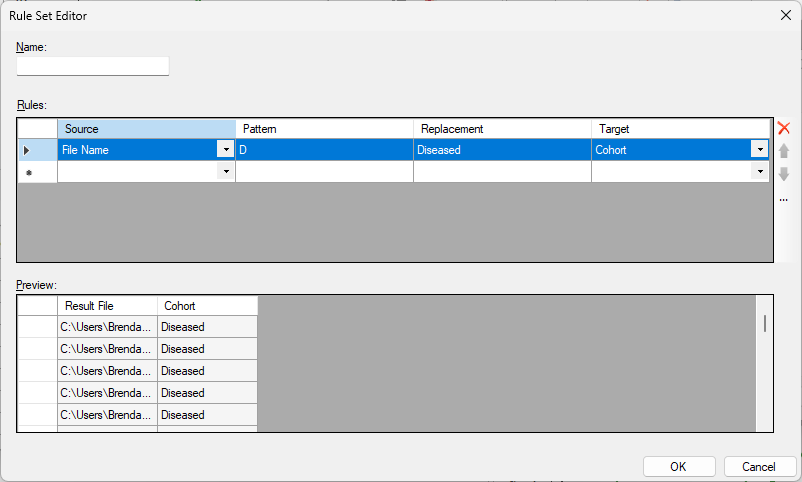 Rule Set Editor
Name:
Rules:
Source Pattern Replacement Target
File Name D Diseased Cohort
Preview:
Result File Cohort
C:\Users\Brenda... Diseased
C:\Users\Brenda... Diseased
C:\Users\Brenda... Diseased
C:\Users\Brenda... Diseased
C:\Users\Brenda... Diseased
OK Cancel